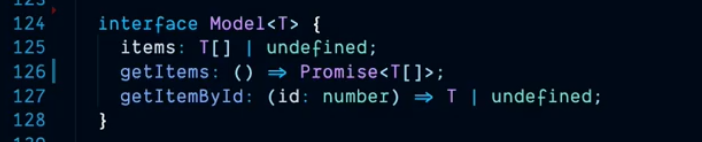 124 interface Model<T> {
125 items: T[] | undefined;
126 getItems: () => Promise<T[]>;
127 getItemById: (id: number) => T | undefined;
128 }